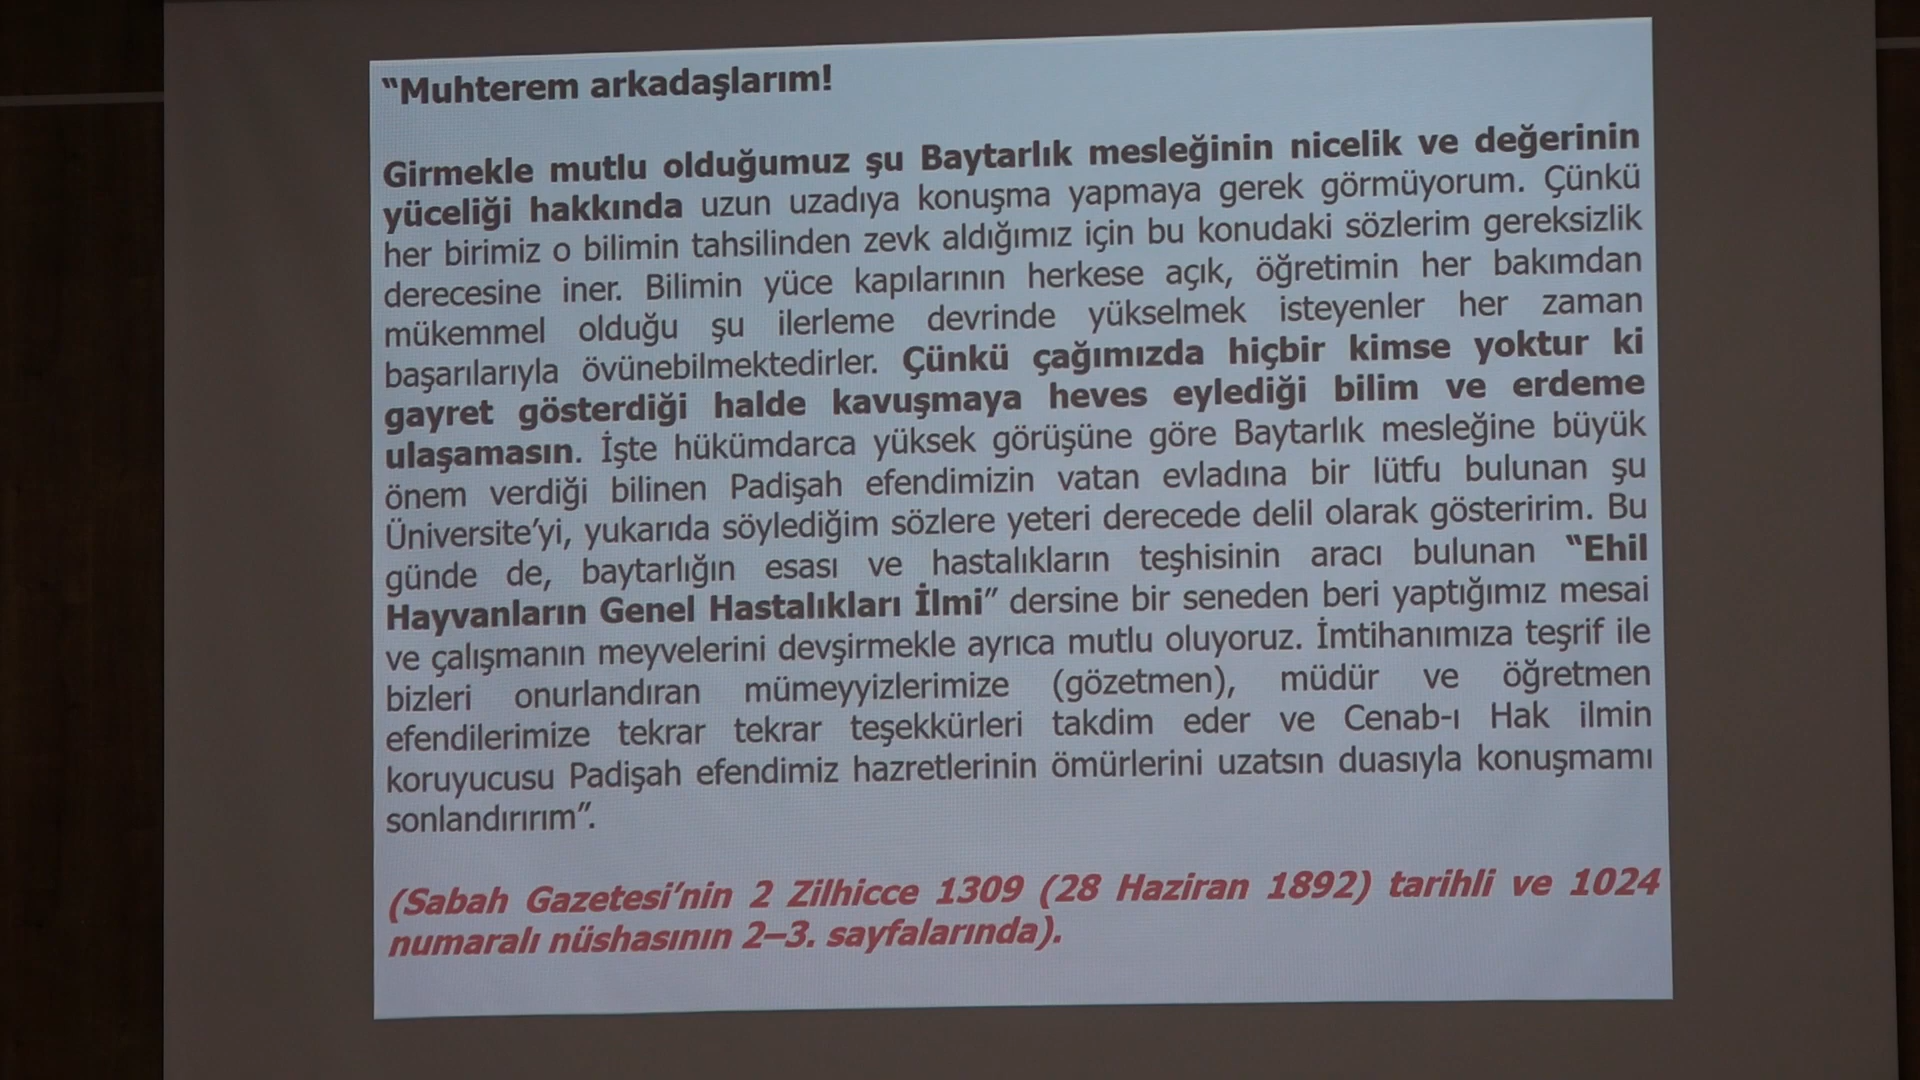 “Muhterem arkadaşlarım!
Girmekle mutlu olduğumuz şu Baytarlık mesleğinin nicelik ve değerinin
yüceliği hakkında uzun uzadıya konuşma yapmaya gerek görmüyorum. Çünkü
her birimiz o bilimin tahsilinden zevk aldığımız için bu konudaki sözlerim gereksizlik
derecesine iner. Bilimin yüce kapılarının herkese açık, öğretimin her bakımdan
mükemmel olduğu şu ilerleme devrinde yükselmek isteyenler her zaman
başarılarıyla övünebilmektedirler. Çünkü çağımızda hiçbir kimse yoktur ki
gayret gösterdiği halde kavuşmaya heves eylediği bilim ve erdeme
ulaşamasın. İşte hükümdarca yüksek görüşüne göre Baytarlık mesleğine büyük
önem verdiği bilinen Padişah efendimizin vatan evladına bir lütfu bulunan şu
Üniversite’yi, yukarıda söylediğim sözlere yeteri derecede delil olarak gösteririm. Bu
günde de, baytarlığın esası ve hastalıkların teşhisinin aracı bulunan “Ehil
Hayvanların Genel Hastalıkları İlmi” dersine bir seneden beri yaptığımız mesai
ve çalışmanın meyvelerini devşirmekle ayrıca mutlu oluyoruz. İmtihanımıza teşrif ile
bizleri onurlandıran mümeyyizlerimize (gözetmen), müdür ve öğretmen
efendilerimize tekrar tekrar teşekkürleri takdim eder ve Cenab-ı Hak ilmin
koruyucusu Padişah efendimiz hazretlerinin ömürlerini uzatsın duasıyla konuşmamı
sonlandırırım”.
(Sabah Gazetesi’nin 2 Zilhicce 1309 (28 Haziran 1892) tarihli ve 1024
numaralı nüshasının 2–3. sayfalarında).